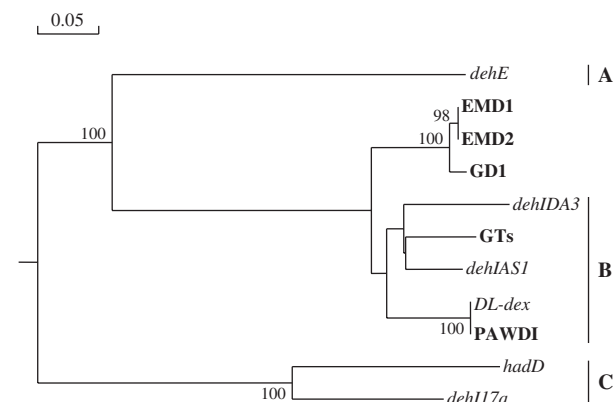 0.05
dehE
A
EMD1
98
100
EMD2
100
GD1
dehIDA3
GTs
B
dehIAS1
DL-dex
100
PAWDI
hadD
C
100
dehI17a